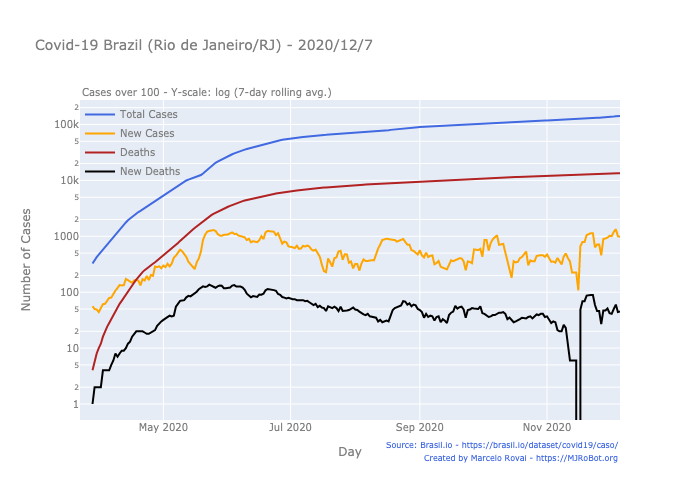 Covid-19 Brazil (Rio de Janeiro/RJ) - 2020/12/7
Cases over 100 - Y-scale: log (7-day rolling avg.)
Total Cases
New Cases
Deaths
New Deaths
Number of Cases
2
100k
5
2
10k
5
2
1000
5
2
100
5
2
10
5
2
1
May 2020
Jul 2020
Sep 2020
Nov 2020
Day
Source: Brasil.io - https://brasil.io/dataset/covid19/caso/
Created by Marcelo Rovai - https://MJRoBot.org